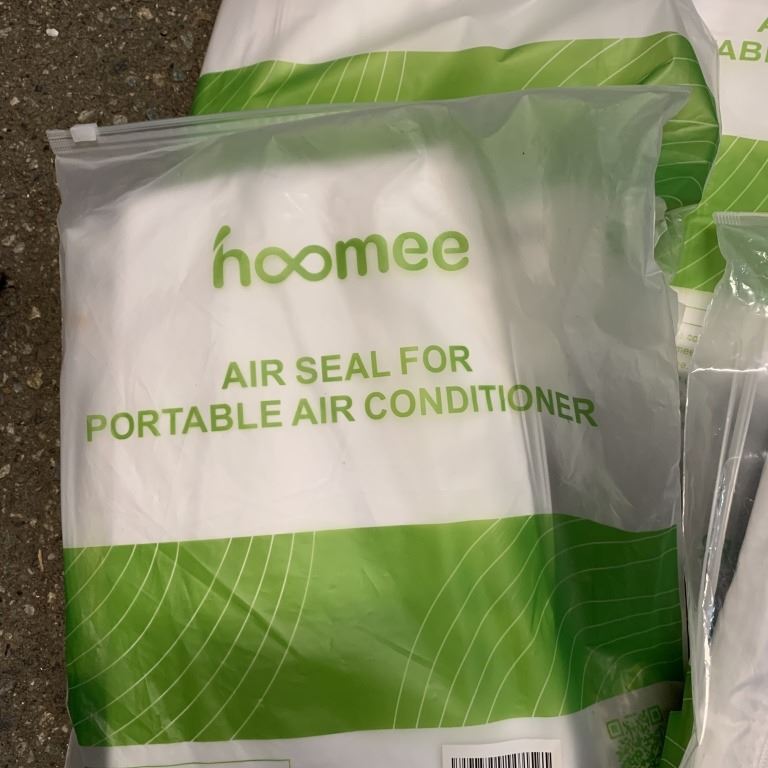 hoomee
AIR SEAL FOR
PORTABLE AIR CONDITIONER